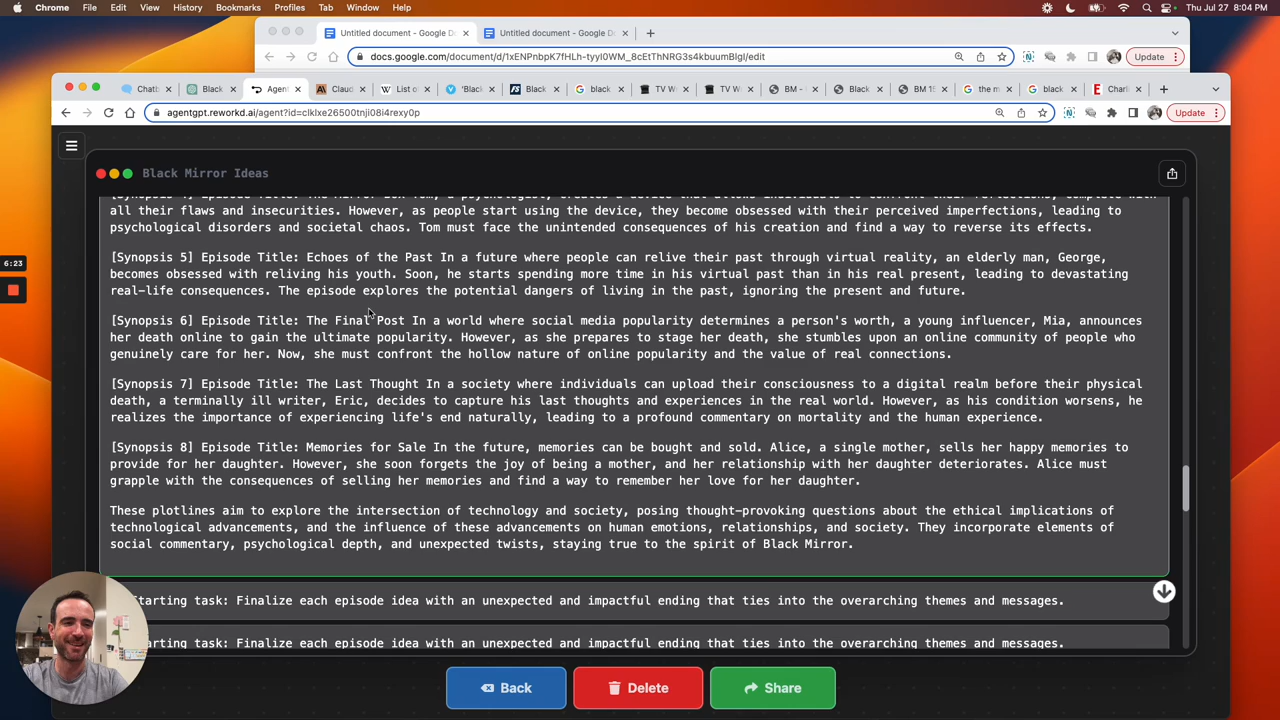 Chrome File Edit View History Bookmarks Profiles Tab Window Help Thu Jul 27 8:04 PM
Untitled document - Google D Untitled document - Google D
docs.google.com/document/d/1xENPnbpK7fHLh-tyyI0WM_8cEtThNRG3s4kbuumBlgI/edit Update
Chatb Black Agent Claud List o 'Black Black black TV W TV W BM - Black BM 15 the m black Charli
agentgpt.reworkd.ai/agent?id=clklxe26500tnji08i4rexy0p Update
Black Mirror Ideas
all their flaws and insecurities. However, as people start using the device, they become obsessed with their perceived imperfections, leading to
psychological disorders and societal chaos. Tom must face the unintended consequences of his creation and find a way to reverse its effects.
6:23
[Synopsis 5] Episode Title: Echoes of the Past In a future where people can relive their past through virtual reality, an elderly man, George,
becomes obsessed with reliving his youth. Soon, he starts spending more time in his virtual past than in his real present, leading to devastating
real-life consequences. The episode explores the potential dangers of living in the past, ignoring the present and future.
[Synopsis 6] Episode Title: The Final Post In a world where social media popularity determines a person's worth, a young influencer, Mia, announces
her death online to gain the ultimate popularity. However, as she prepares to stage her death, she stumbles upon an online community of people who
genuinely care for her. Now, she must confront the hollow nature of online popularity and the value of real connections.
[Synopsis 7] Episode Title: The Last Thought In a society where individuals can upload their consciousness to a digital realm before their physical
death, a terminally ill writer, Eric, decides to capture his last thoughts and experiences in the real world. However, as his condition worsens, he
realizes the importance of experiencing life's end naturally, leading to a profound commentary on mortality and the human experience.
[Synopsis 8] Episode Title: Memories for Sale In the future, memories can be bought and sold. Alice, a single mother, sells her happy memories to
provide for her daughter. However, she soon forgets the joy of being a mother, and her relationship with her daughter deteriorates. Alice must
grapple with the consequences of selling her memories and find a way to remember her love for her daughter.
These plotlines aim to explore the intersection of technology and society, posing thought-provoking questions about the ethical implications of
technological advancements, and the influence of these advancements on human emotions, relationships, and society. They incorporate elements of
social commentary, psychological depth, and unexpected twists, staying true to the spirit of Black Mirror.
tarting task: Finalize each episode idea with an unexpected and impactful ending that ties into the overarching themes and messages.
tarting task: Finalize each episode idea with an unexpected and impactful ending that ties into the overarching themes and messages.
Back Delete Share